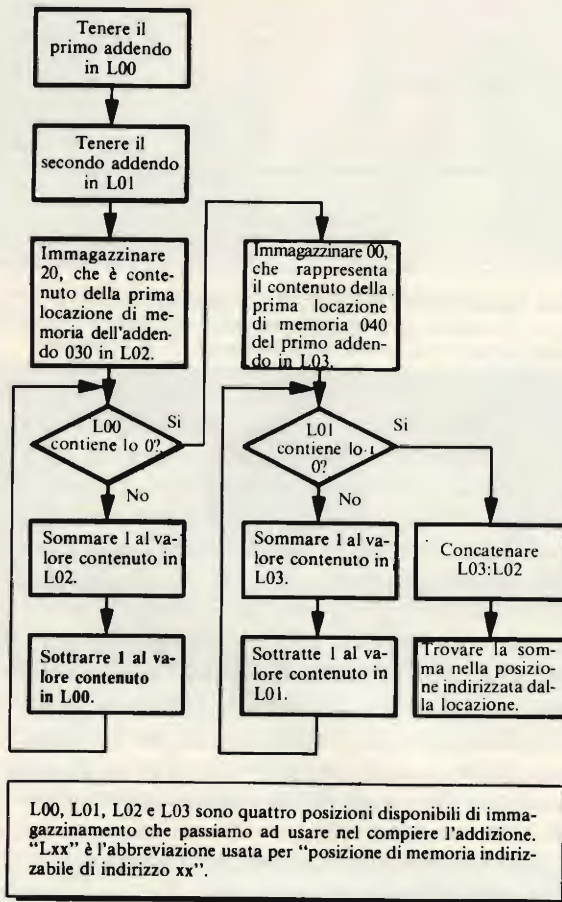 Tenere il
primo addendo
in L00
Tenere il
secondo addendo
in L01
Immagazzinare
20, che è conte-
nuto della prima
locazione di me-
moria dell'adden-
do 030 in L02.
L00
contiene lo 0?
Si
No
Sommare 1 al va-
lore contenuto in
L02.
Sottrarre 1 al va-
lore contenuto
in L00.
Immagazzinare 00,
che rappresenta
il contenuto della
prima locazione
di memoria 040
del primo adden-
do in L03.
L01
contiene lo
0?
Si
No
Sommare 1 al va-
lore contenuto in
L03.
Sottratte 1 al va-
lore contenuto in
L01.
Concatenare
L03:L02
Trovare la som-
ma nella posizio-
ne indirizzata dal-
la locazione.
L00, L01, L02 e L03 sono quattro posizioni disponibili di imma-
gazzinamento che passiamo ad usare nel compiere l'addizione.
“Lxx” è l'abbreviazione usata per “posizione di memoria indiriz-
zabile di indirizzo xx”.